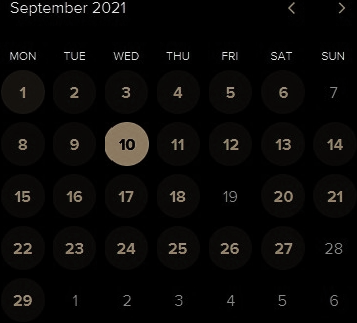 September 2021
MON TUE WED THU FRI SAT SUN
1 2 3 4 5 6 7
8 9 10 11 12 13 14
15 16 17 18 19 20 21
22 23 24 25 26 27 28
29 1 2 3 4 5 6